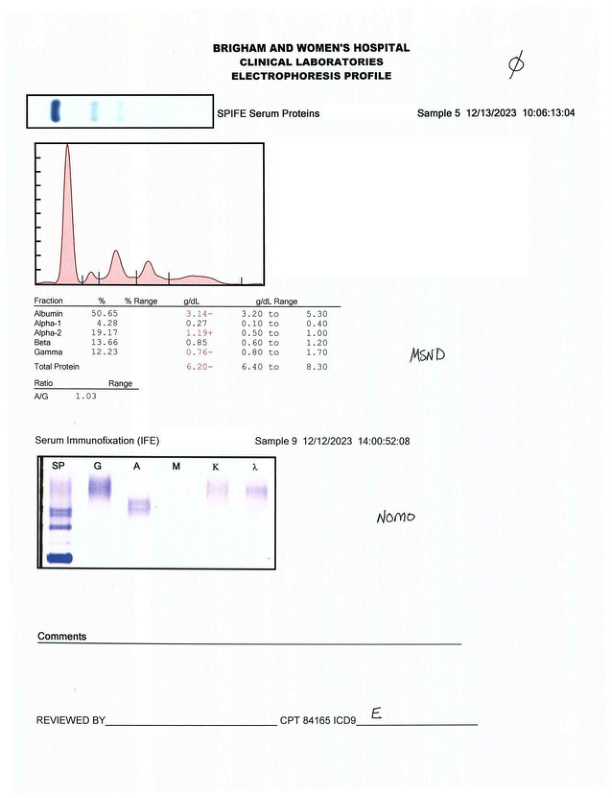 BRIGHAM AND WOMEN'S HOSPITAL
CLINICAL LABORATORIES
ELECTROPHORESIS PROFILE
φ
SPIFE Serum Proteins Sample 5 12/13/2023 10:06:13:04
Fraction % % Range g/dL g/dL Range
Albumin 50.65 3.14- 3.20 to 5.30
Alpha-1 4.28 0.27 0.10 to 0.40
Alpha-2 19.17 1.19+ 0.50 to 1.00
Beta 13.66 0.85 0.60 to 1.20
Gamma 12.23 0.76- 0.80 to 1.70
MSND
Total Protein 6.20- 6.40 to 8.30
Ratio Range
A/G 1.03
Serum Immunofixation (IFE) Sample 9 12/12/2023 14:00:52:08
SP G A M K λ
NOMO
Comments
REVIEWED BY CPT 84165 ICD9 E